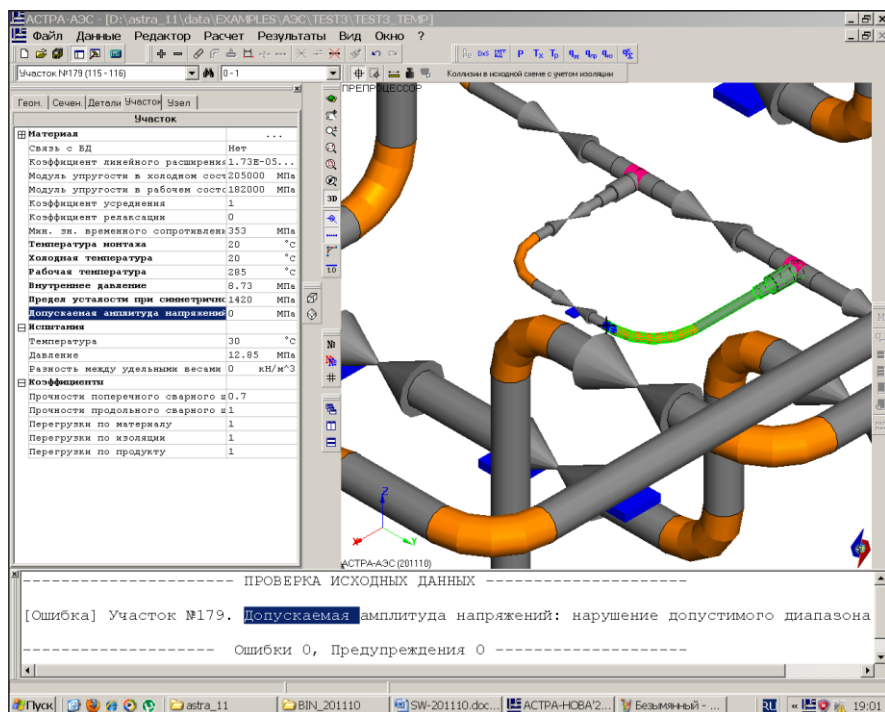 АСТРА-АЭС - [D:\astra_11\data\EXAMPLES\АЭС\TEST3\TEST3_TEMP]
Файл Данные Редактор Расчет Результаты Вид Окно ?
P Tx
Участок №179 (115 - 116) 0 - 1 Коллизии в исходной схеме с учетом изоляции
ПРЕПРОЦЕССОР
Геом. Сечен. Детали Участок Узел
Участок
Материал ...
Связь с БД Нет
Коэффициент линейного расширения 1.73E-05...
Модуль упругости в холодном сост 205000 МПа
Модуль упругости в рабочем состо 182000 МПа
Коэффициент усреднения 1
Коэффициент релаксации 0
Мин. зн. временного сопротивлен 353 МПа
Температура монтажа 20 °C
Холодная температура 20 °C
Рабочая температура 285 °C
Внутреннее давление 8.73 МПа
Предел усталости при симметрично 1420 МПа
Допускаемая амплитуда напряжений 0 МПа
Испытания
Температура 30 °C
Давление 12.85 МПа
Разность между удельными весами 0 кН/м^3
Коэффициенты
Прочности поперечного сварного ш 0.7
Прочности продольного сварного ш 1
Перегрузки по материалу 1
Перегрузки по изоляции 1
Перегрузки по продукту 1
3D
1.0
№
Z
X
Y
АСТРА-АЭС (201110)
---------------------- ПРОВЕРКА ИСХОДНЫХ ДАННЫХ ---------------------
[Ошибка] Участок №179. Допускаемая амплитуда напряжений: нарушение допустимого диапазона
-------------------- Ошибки 0, Предупреждения 0 --------------------
Пуск astra_11 BIN_201110 SW-201110.doc... АСТРА-НОВА'2... Безымянный - ... RU « 19:01